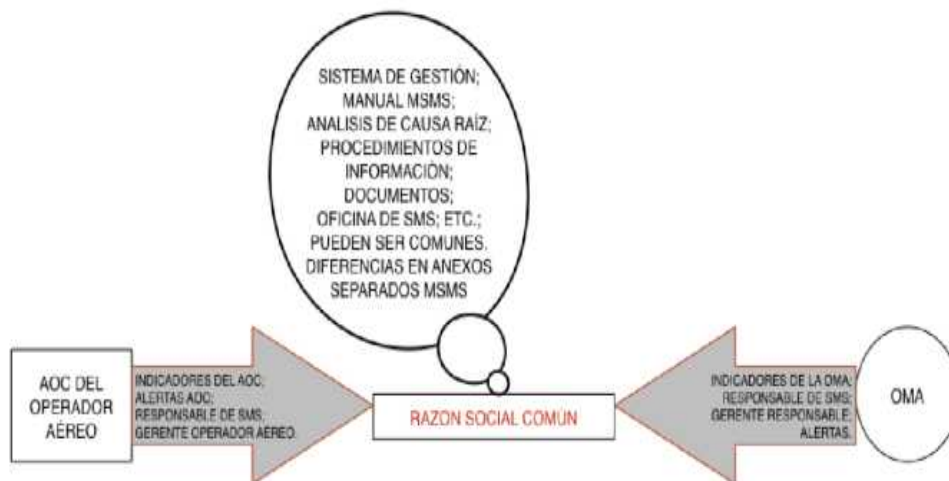 SISTEMA DE GESTIÓN;
MANUAL MSMS;
ANALISIS DE CAUSA RAÍZ;
PROCEDIMIENTOS DE
INFORMACIÓN;
DOCUMENTOS;
OFICINA DE SMS; ETC.;
PUEDEN SER COMUNES.
DIFERENCIAS EN ANEXOS
SEPARADOS MSMS
AOC DEL
OPERADOR
AÉREO
INDICADORES DEL AOC;
ALERTAS AOC;
RESPONSABLE DE SMS;
GERENTE OPERADOR AÉREO.
RAZON SOCIAL COMÚN
INDICADORES DE LA OMA;
RESPONSABLE DE SMS;
GERENTE RESPONSABLE;
ALERTAS.
OMA